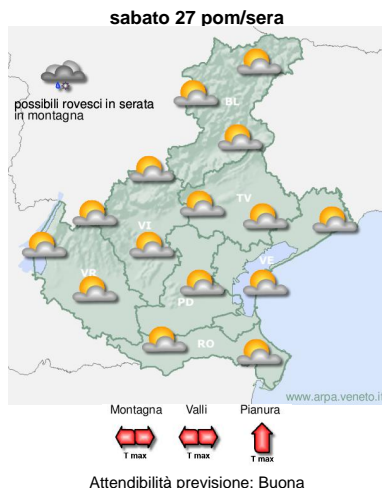 sabato 27 pom/sera
possibili rovesci in serata
in montagna
BL
TV
VI
VE
VR
PD
RO
www.arpa.veneto.it
Montagna Valli Pianura
T max T max T max
Attendibilità previsione: Buona